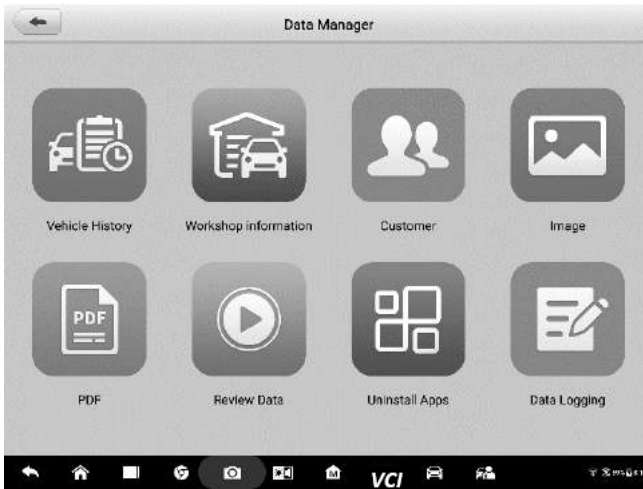 Data Manager
Vehicle History
Workshop information
Customer
Image
PDF
PDF
Review Data
Uninstall Apps
Data Logging
VCI